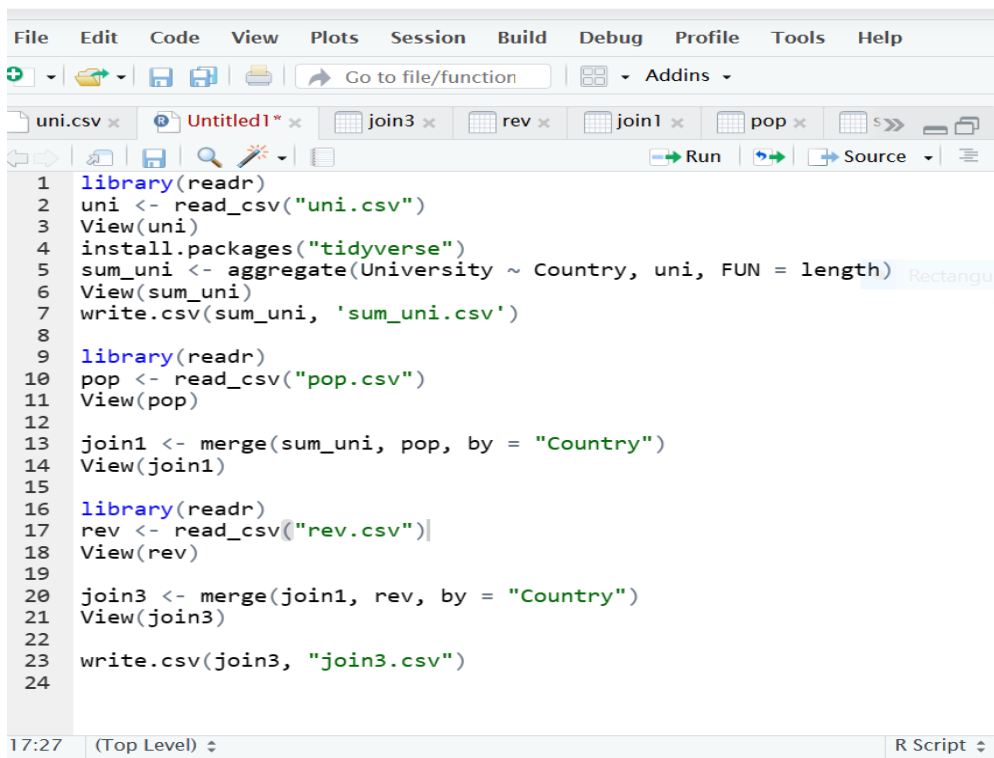 File Edit Code View Plots Session Build Debug Profile Tools Help
Go to file/function Addins
uni.csv Untitled1* join3 rev join1 pop s
Run Source
1 library(readr)
2 uni <- read_csv("uni.csv")
3 View(uni)
4 install.packages("tidyverse")
5 sum_uni <- aggregate(University ~ Country, uni, FUN = length) Rectangu
6 View(sum_uni)
7 write.csv(sum_uni, 'sum_uni.csv')
8
9 library(readr)
10 pop <- read_csv("pop.csv")
11 View(pop)
12
13 join1 <- merge(sum_uni, pop, by = "Country")
14 View(join1)
15
16 library(readr)
17 rev <- read_csv("rev.csv")
18 View(rev)
19
20 join3 <- merge(join1, rev, by = "Country")
21 View(join3)
22
23 write.csv(join3, "join3.csv")
24
17:27 (Top Level) R Script